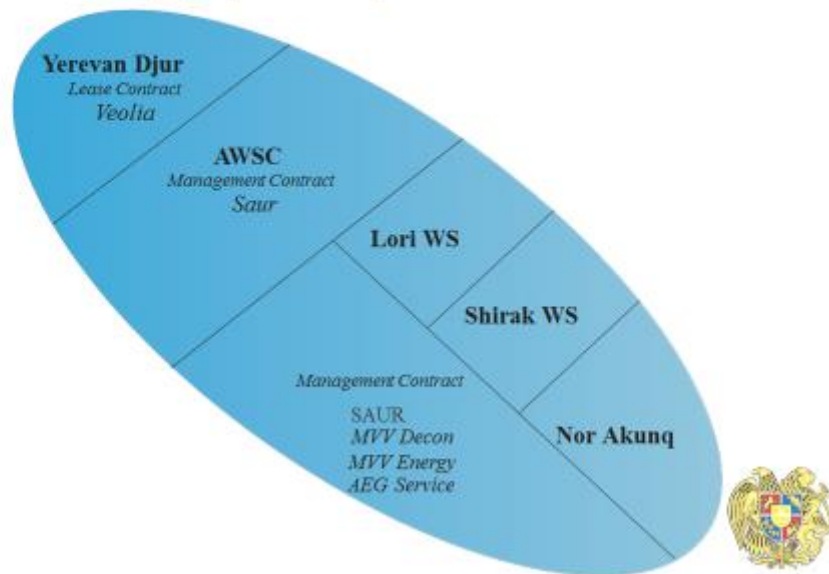 Yerevan Djur
Lease Contract
Veolia
AWSC
Management Contract
Saur
Lori WS
Shirak WS
Nor Akunq
Management Contract
SAUR
MVV Decon
MVV Energy
AEG Service